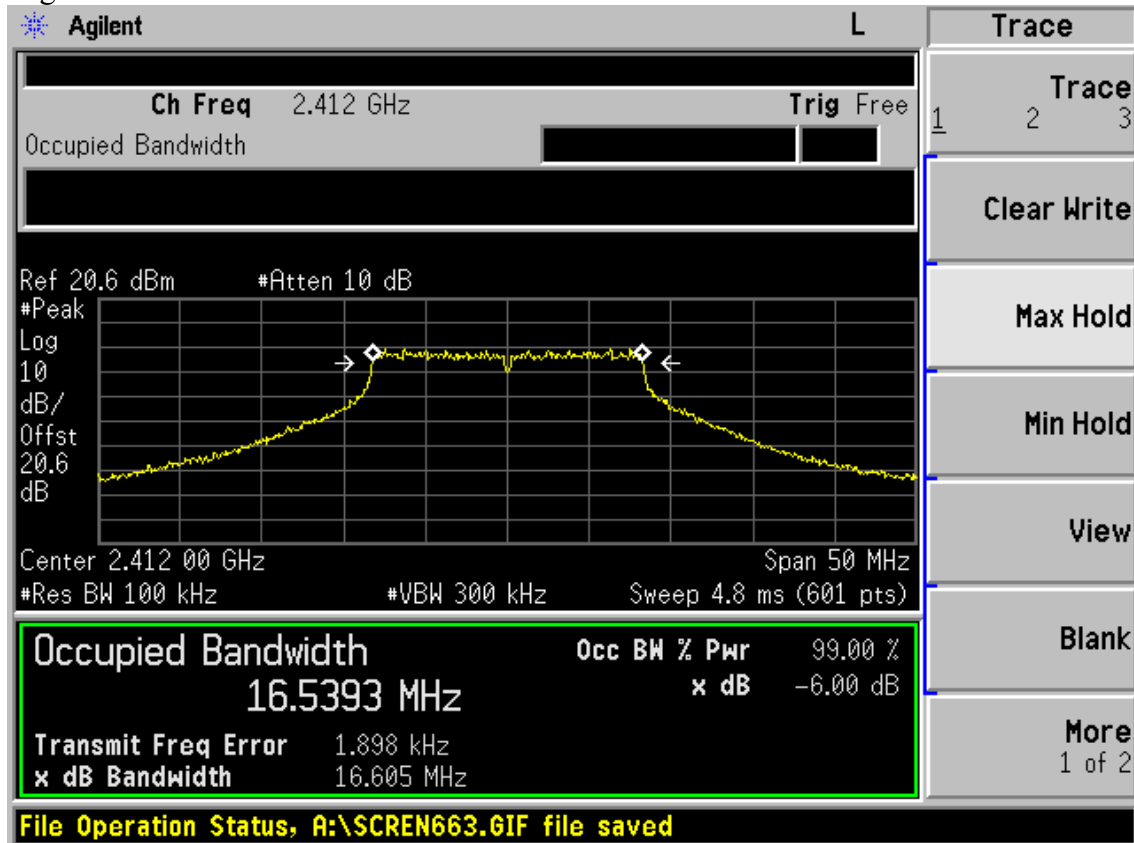 Agilent L
Trace
Ch Freq 2.412 GHz Trig Free
Occupied Bandwidth
Trace
1 2 3
Clear Write
Max Hold
Min Hold
View
Blank
More
1 of 2
Ref 20.6 dBm #Atten 10 dB
#Peak
Log
10
dB/
Offst
20.6
dB
Center 2.412 00 GHz Span 50 MHz
#Res BW 100 kHz #VBW 300 kHz Sweep 4.8 ms (601 pts)
Occupied Bandwidth Occ BW % Pwr 99.00 %
16.5393 MHz x dB -6.00 dB
Transmit Freq Error 1.898 kHz
x dB Bandwidth 16.605 MHz
File Operation Status, A:\SCREN663.GIF file saved